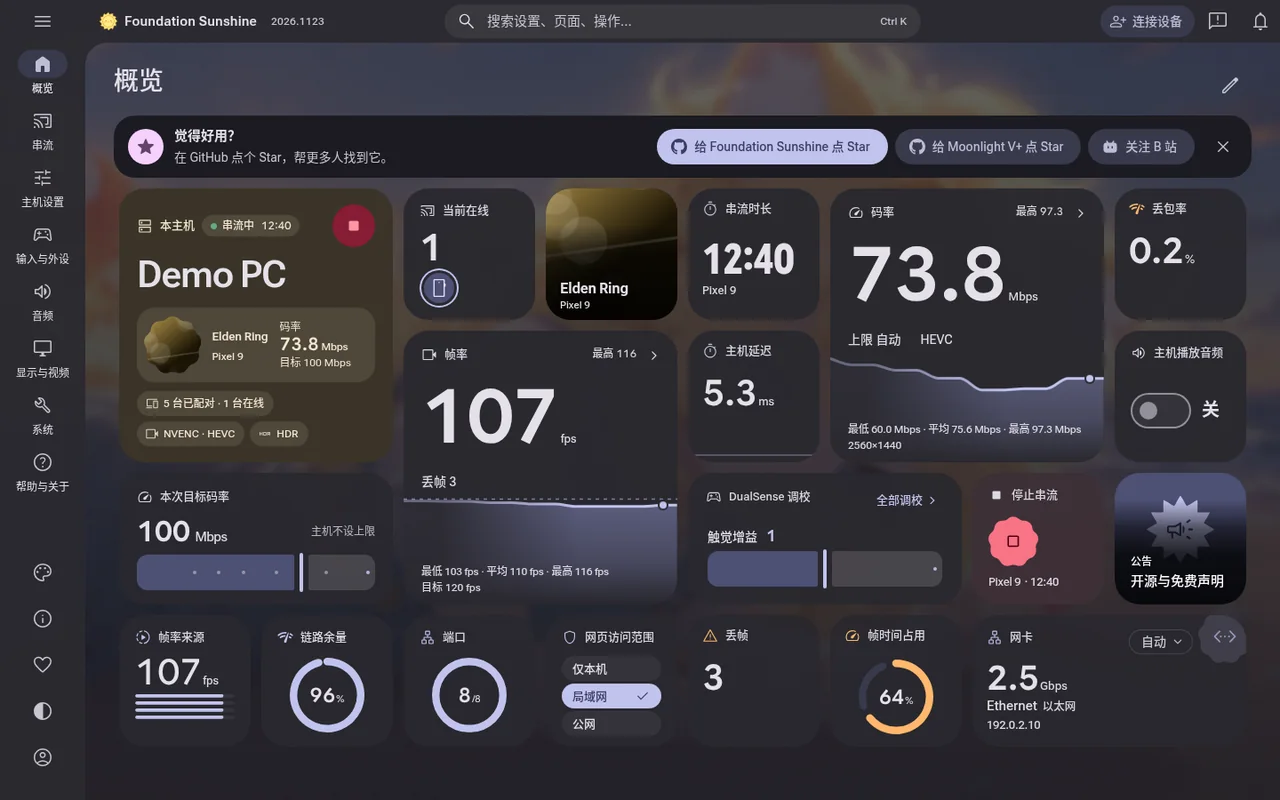 Foundation Sunshine 2026.1123
搜索设置、页面、操作... Ctrl K
连接设备
概览
串流
主机设置
输入与外设
音频
显示与视频
系统
帮助与关于
概览
觉得好用？
在 GitHub 点个 Star，帮更多人找到它。
给 Foundation Sunshine 点 Star
给 Moonlight V+ 点 Star
关注 B 站
本主机 串流中 12:40
Demo PC
Elden Ring
Pixel 9
码率
73.8 Mbps
目标 100 Mbps
5 台已配对 · 1 台在线
NVENC · HEVC
HDR HDR
当前在线
1
Elden Ring
Pixel 9
串流时长
12:40
Pixel 9
码率 最高 97.3
73.8 Mbps
上限 自动 HEVC
最低 60.0 Mbps · 平均 75.6 Mbps · 最高 97.3 Mbps
2560×1440
丢包率
0.2 %
帧率 最高 116
107 fps
丢帧 3
最低 103 fps · 平均 110 fps · 最高 116 fps
目标 120 fps
主机延迟
5.3 ms
主机播放音频
关
本次目标码率
100 Mbps 主机不设上限
DualSense 调校 全部调校
触觉增益 1
停止串流
Pixel 9 · 12:40
公告
开源与免费声明
帧率来源
107 fps
链路余量
96%
端口
8 /8
网页访问范围
仅本机
局域网
公网
丢帧
3
帧时间占用
64%
网卡 自动
2.5 Gbps
Ethernet 以太网
192.0.2.10